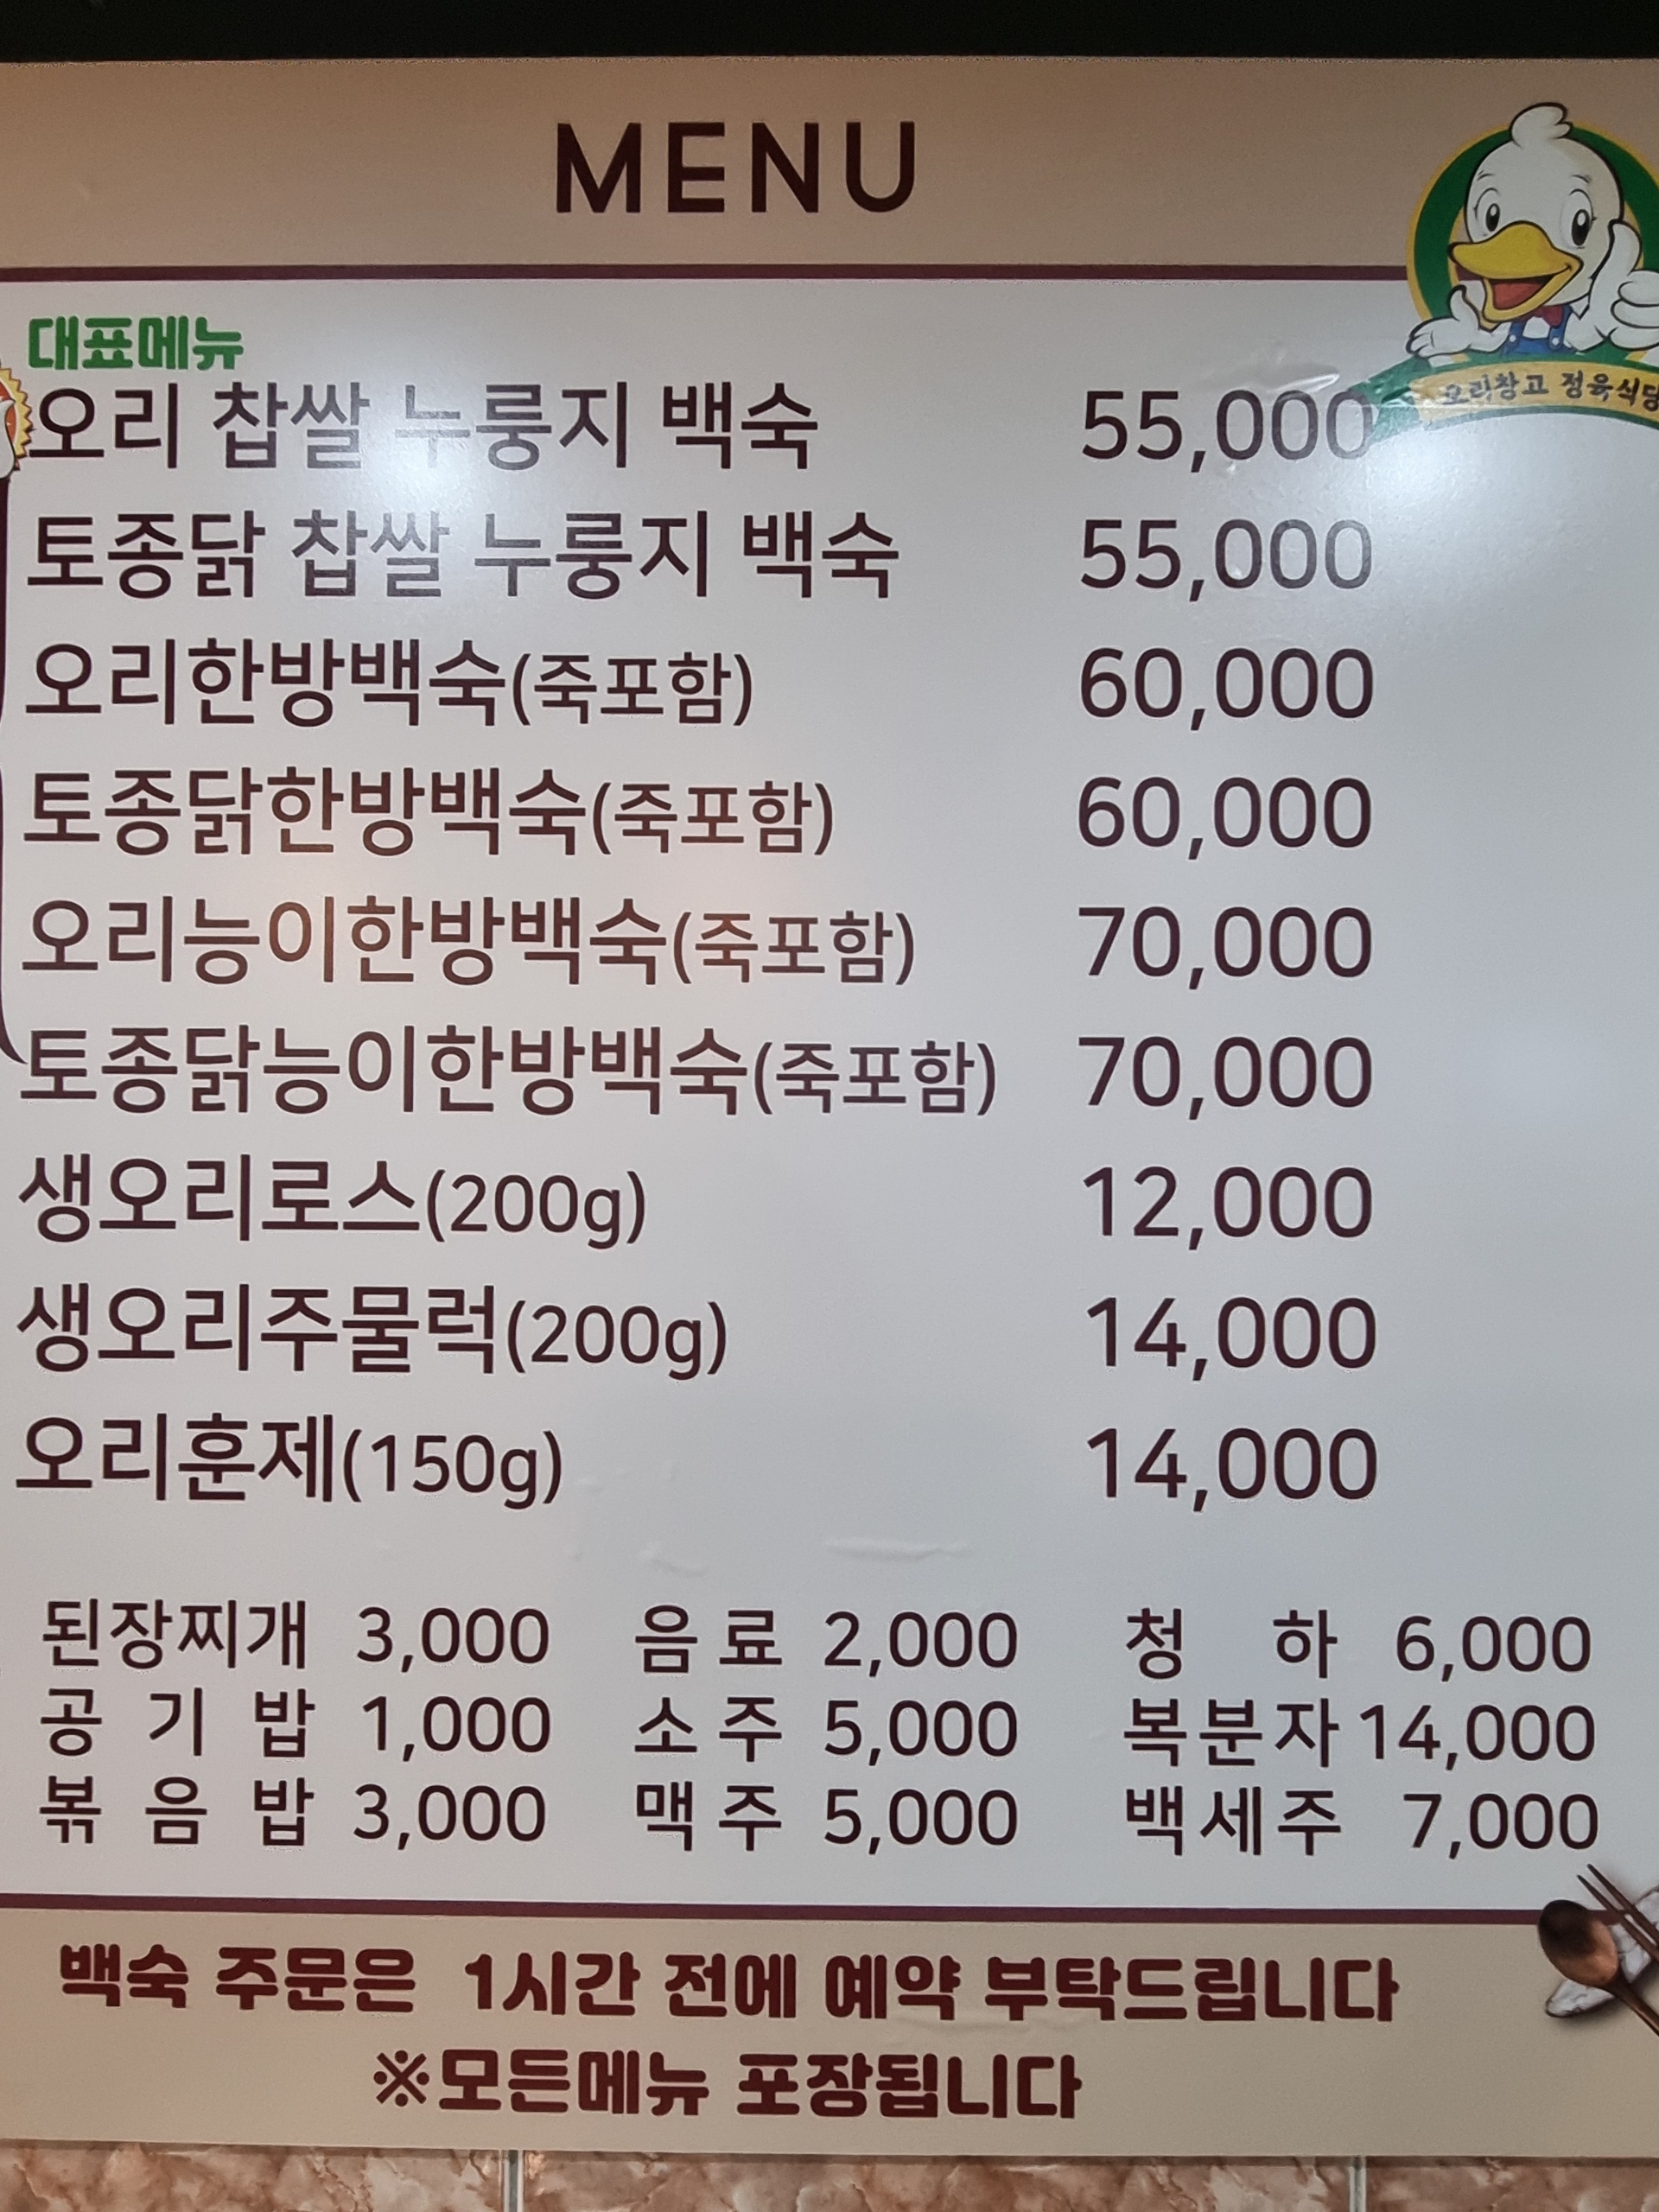 MENU
오리창고 정육식당
대표메뉴
오리 찹쌀 누룽지 백숙 55,000
토종닭 찹쌀 누룽지 백숙 55,000
오리한방백숙(죽포함) 60,000
토종닭한방백숙(죽포함) 60,000
오리능이한방백숙(죽포함) 70,000
토종닭능이한방백숙(죽포함) 70,000
생오리로스(200g) 12,000
생오리주물럭(200g) 14,000
오리훈제(150g) 14,000
된장찌개 3,000 음료 2,000 청하 6,000
공기밥 1,000 소주 5,000 복분자 14,000
볶음밥 3,000 맥주 5,000 백세주 7,000
백숙 주문은 1시간 전에 예약 부탁드립니다
※모든메뉴 포장됩니다